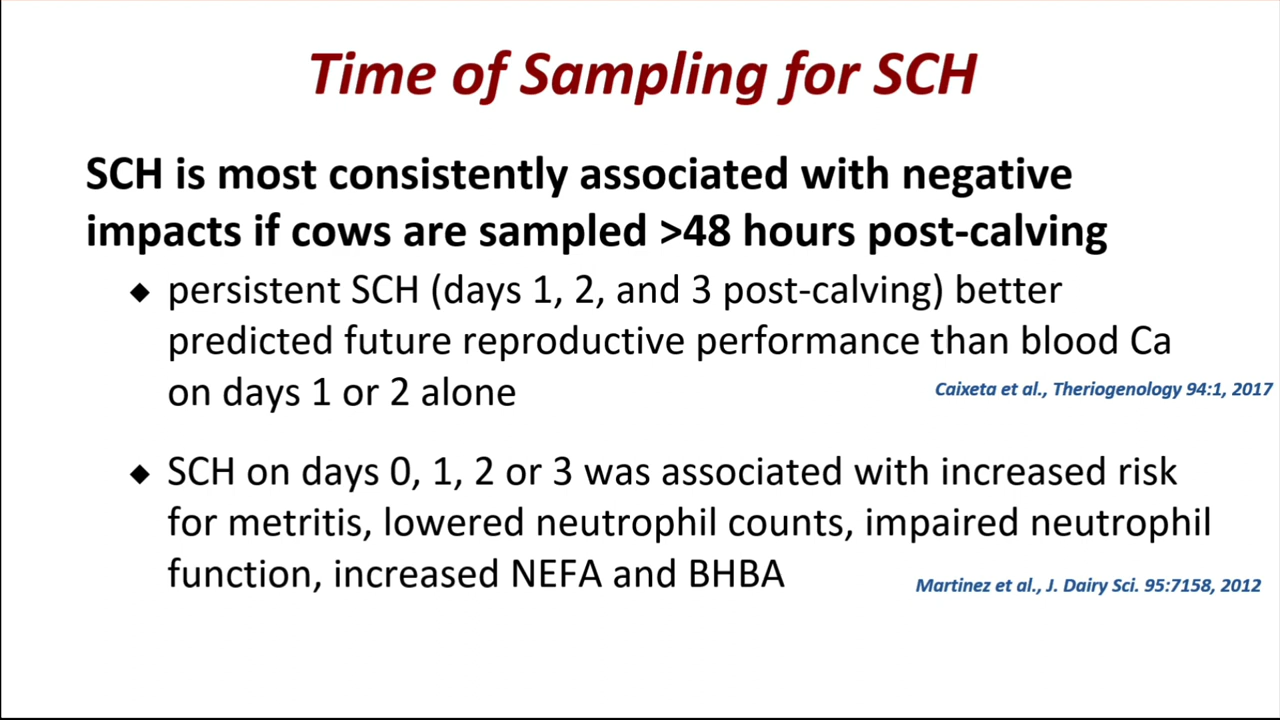 Time of Sampling for SCH
SCH is most consistently associated with negative
impacts if cows are sampled >48 hours post-calving
◆ persistent SCH (days 1, 2, and 3 post-calving) better
predicted future reproductive performance than blood Ca
on days 1 or 2 alone
Caixeta et al., Theriogenology 94:1, 2017
◆ SCH on days 0, 1, 2 or 3 was associated with increased risk
for metritis, lowered neutrophil counts, impaired neutrophil
function, increased NEFA and BHBA
Martinez et al., J. Dairy Sci. 95:7158, 2012